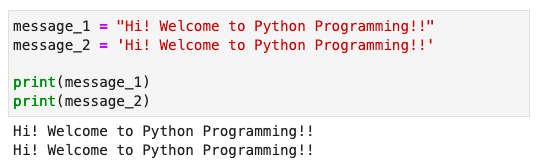 message_1 = "Hi! Welcome to Python Programming!!"
message_2 = 'Hi! Welcome to Python Programming!!'
print(message_1)
print(message_2)
Hi! Welcome to Python Programming!!
Hi! Welcome to Python Programming!!